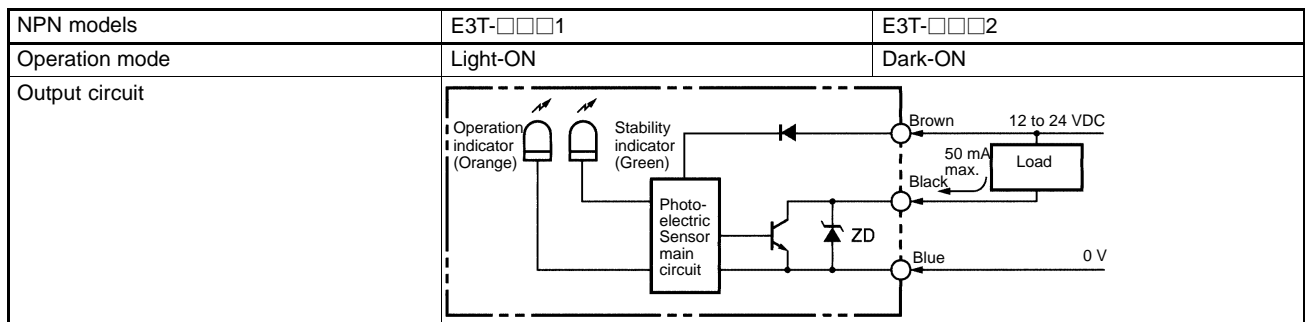 NPN models
E3T-□□□1
E3T-□□□2
Operation mode
Light-ON
Dark-ON
Output circuit
Operation
indicator
(Orange)
Stability
indicator
(Green)
Brown
12 to 24 VDC
50 mA
max.
Load
Black
Photo-
electric
Sensor
main
circuit
ZD
Blue
0 V